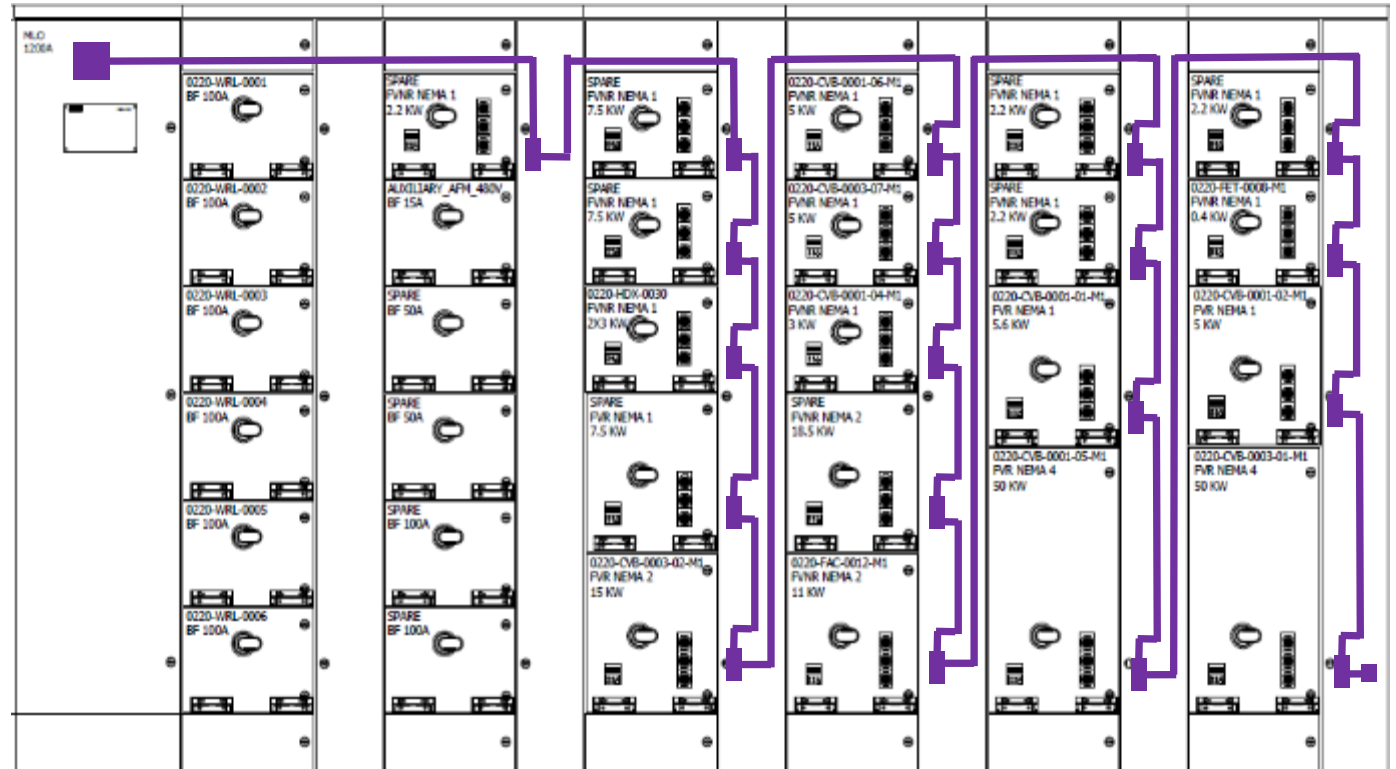 MLO
1200A
0220-WRL-0001
BF 100A
0220-WRL-0002
BF 100A
0220-WRL-0003
BF 100A
0220-WRL-0004
BF 100A
0220-WRL-0005
BF 100A
0220-WRL-0006
BF 100A
SPARE
FVNR NEMA 1
2.2 KW
AUXILIARY_AFM_480V
BF 15A
SPARE
BF 50A
SPARE
BF 50A
SPARE
BF 100A
SPARE
BF 100A
SPARE
FVNR NEMA 1
7.5 KW
SPARE
FVNR NEMA 1
7.5 KW
0220-HDX-0030
FVNR NEMA 1
2X3 KW
SPARE
FVR NEMA 1
7.5 KW
0220-CVB-0003-02-M1
FVR NEMA 2
15 KW
0220-CVB-0001-06-M1
FVNR NEMA 1
5 KW
0220-CVB-0003-07-M1
FVNR NEMA 1
5 KW
0220-CVB-0001-04-M1
FVNR NEMA 1
3 KW
SPARE
FVNR NEMA 2
18.5 KW
0220-FAC-0012-M1
FVNR NEMA 2
11 KW
SPARE
FVNR NEMA 1
2.2 KW
SPARE
FVNR NEMA 1
2.2 KW
0220-CVB-0001-01-M1
FVR NEMA 1
5.6 KW
0220-CVB-0001-05-M1
FVR NEMA 4
50 KW
SPARE
FVNR NEMA 1
2.2 KW
0220-FET-0008-M1
FVNR NEMA 1
0.4 KW
0220-CVB-0001-02-M1
FVR NEMA 1
5 KW
0220-CVB-0003-01-M1
FVR NEMA 4
50 KW